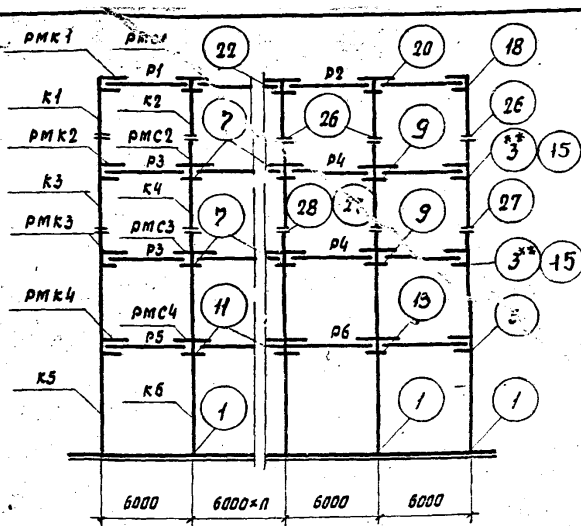 РМК1 22 20 18
Р1 Р2
К1 К2 26 26
РМК2 РМС2 7 9 3** 15
Р3 Р4
К3 К4 28 27
РМК3 РМС3 7 9
Р3 Р4 3** 15
РМК4 РМС4 11 13
Р5 Р6
К5 К6 1 1 1
6000 6000×п 6000 6000